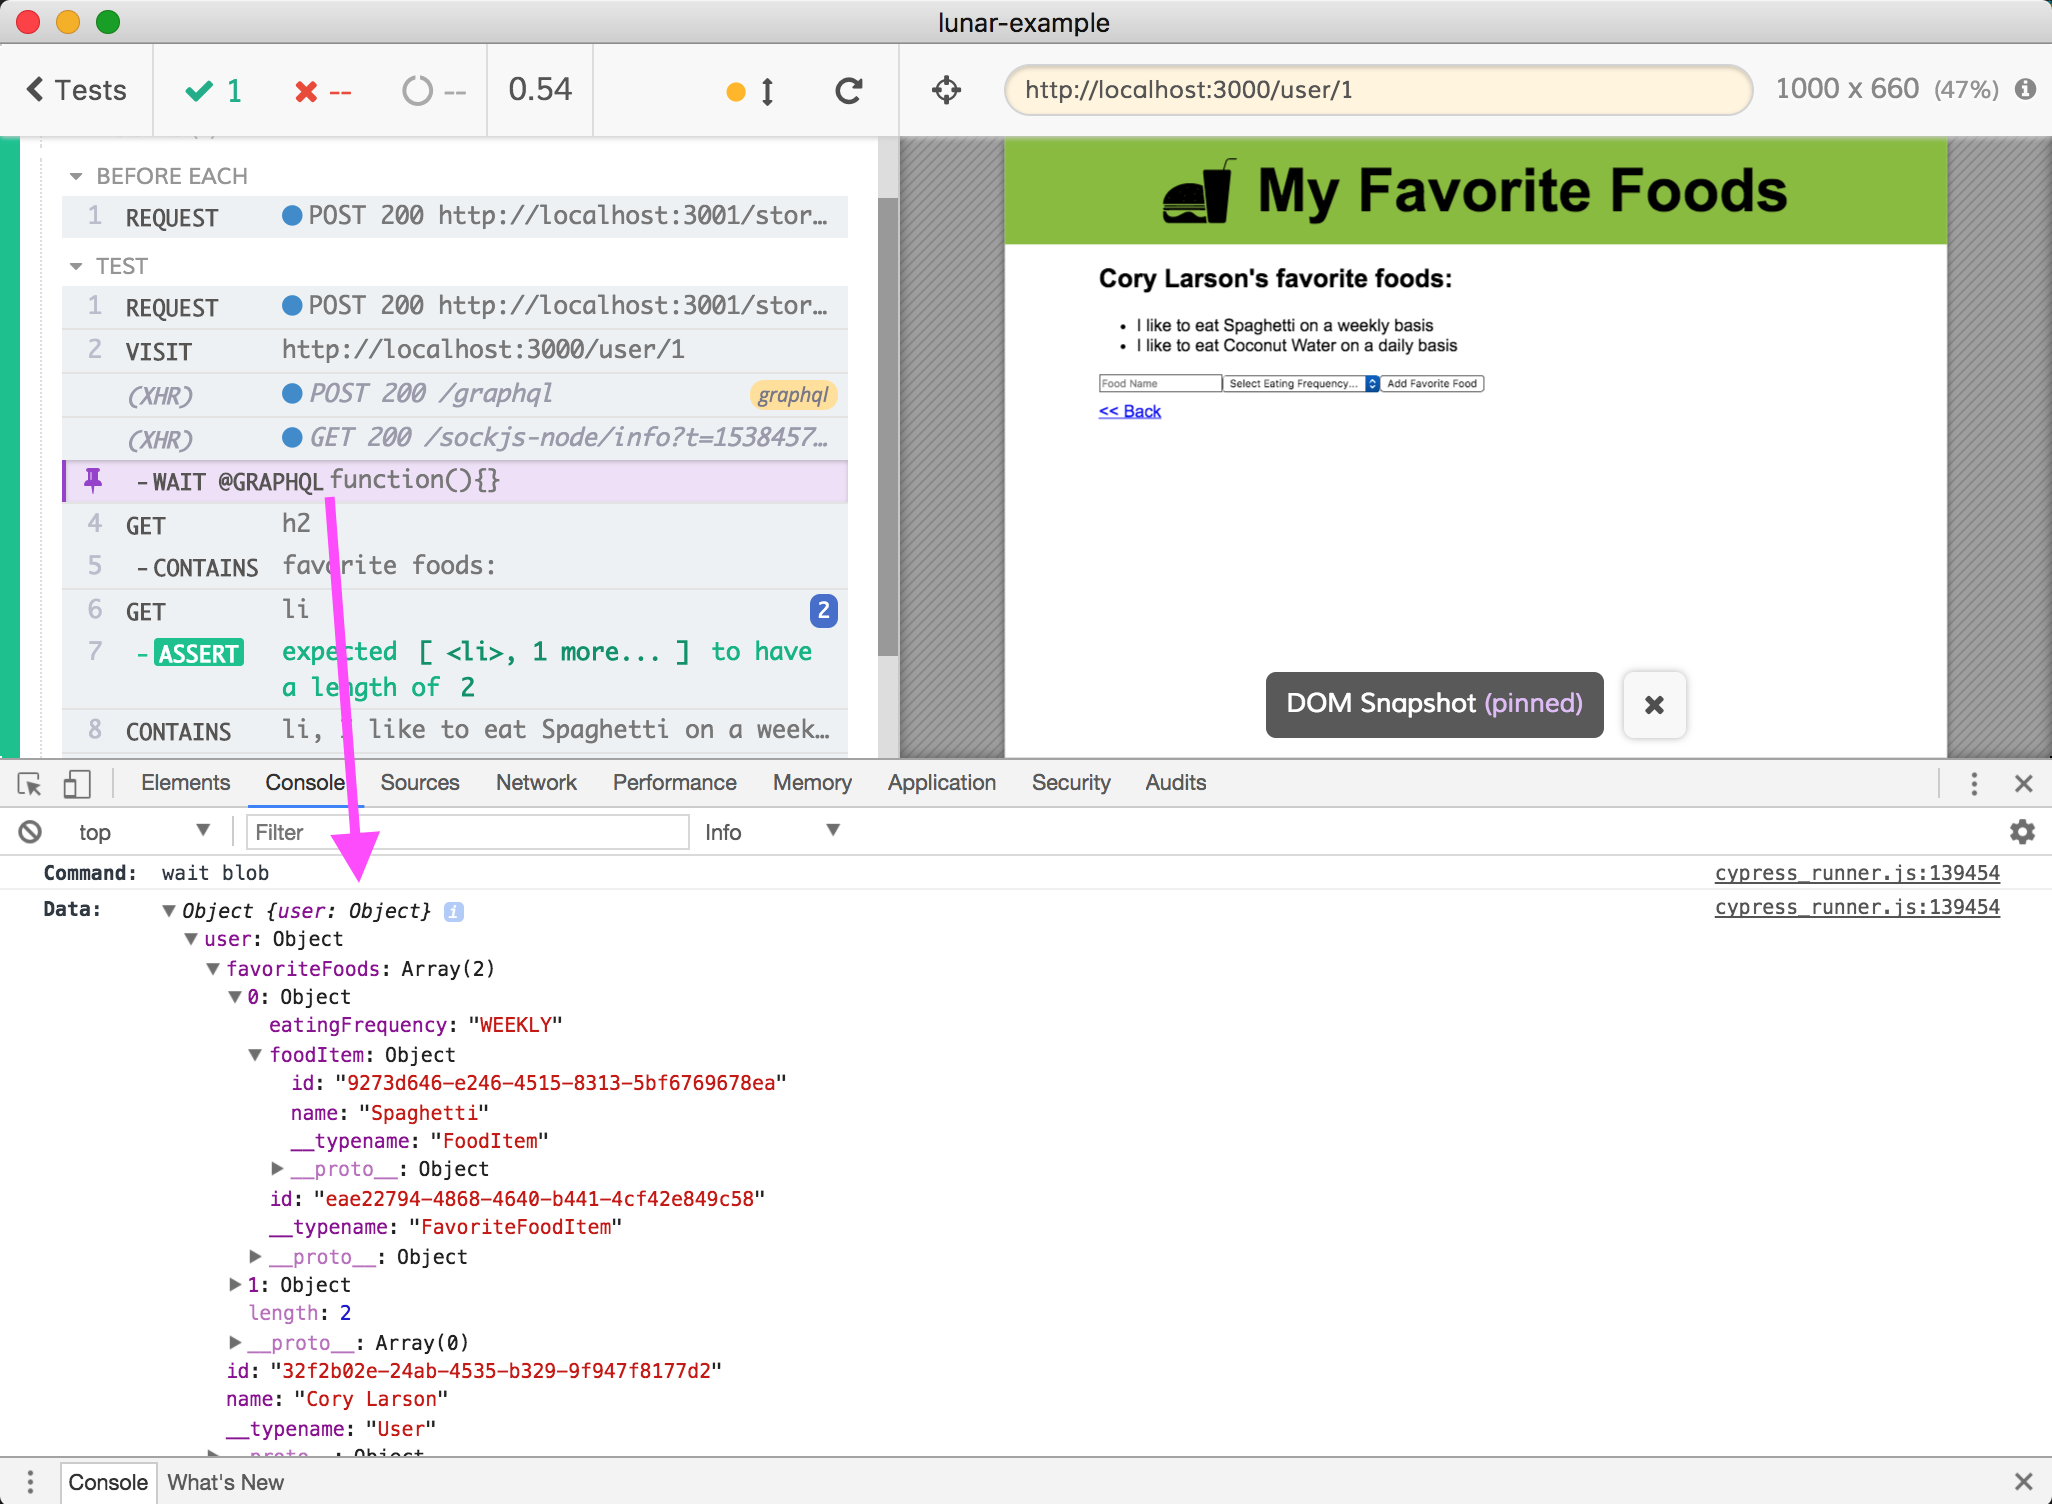 lunar-example
Tests
1
--
--
0.54
http://localhost:3000/user/1
1000 x 660 (47%)
BEFORE EACH
1 REQUEST POST 200 http://localhost:3001/stor...
TEST
1 REQUEST POST 200 http://localhost:3001/stor...
2 VISIT http://localhost:3000/user/1
(XHR) POST 200 /graphql graphql
(XHR) GET 200 /sockjs-node/info?t=1538457...
-WAIT @GRAPHQL function(){}
4 GET h2
5 -CONTAINS favorite foods:
6 GET li 2
7 -ASSERT expected [ <li>, 1 more... ] to have
a length of 2
8 CONTAINS li, I like to eat Spaghetti on a week...
My Favorite Foods
Cory Larson's favorite foods:
• I like to eat Spaghetti on a weekly basis
• I like to eat Coconut Water on a daily basis
Food Name Select Eating Frequency... Add Favorite Food
<< Back
DOM Snapshot (pinned)
Elements Console Sources Network Performance Memory Application Security Audits
top Filter Info
Command: wait blob cypress_runner.js:139454
Data: Object {user: Object} i cypress_runner.js:139454
user: Object
favoriteFoods: Array(2)
0: Object
eatingFrequency: "WEEKLY"
foodItem: Object
id: "9273d646-e246-4515-8313-5bf6769678ea"
name: "Spaghetti"
__typename: "FoodItem"
__proto__: Object
id: "eae22794-4868-4640-b441-4cf42e849c58"
__typename: "FavoriteFoodItem"
__proto__: Object
1: Object
length: 2
__proto__: Array(0)
id: "32f2b02e-24ab-4535-b329-9f947f8177d2"
name: "Cory Larson"
__typename: "User"
__proto__: Object
Console What's New